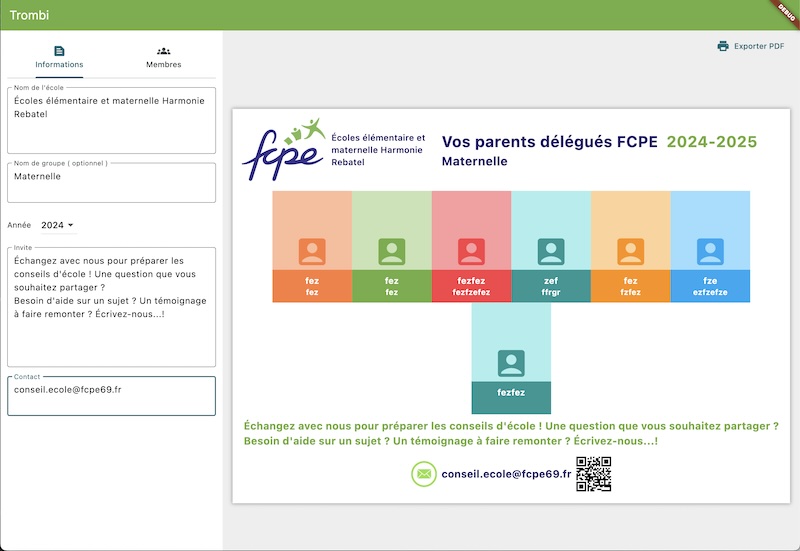 Trombi
DEBUG
Informations
Membres
Exporter PDF
Nom de l'école
Écoles élémentaire et maternelle Harmonie
Rebatel
Nom de groupe ( optionnel )
Maternelle
Année 2024
Invite
Échangez avec nous pour préparer les
conseils d'école ! Une question que vous
souhaitez partager ?
Besoin d'aide sur un sujet ? Un témoignage
à faire remonter ? Écrivez-nous...!
Contact
conseil.ecole@fcpe69.fr
fcpe
Écoles élémentaire et
maternelle Harmonie
Rebatel
Vos parents délégués FCPE 2024-2025
Maternelle
fez
fez
fez
fez
fezfez
fezfzefez
zef
ffrgr
fez
fzfez
fze
ezfzefze
fezfez
Échangez avec nous pour préparer les conseils d'école ! Une question que vous souhaitez partager ?
Besoin d'aide sur un sujet ? Un témoignage à faire remonter ? Écrivez-nous...!
conseil.ecole@fcpe69.fr